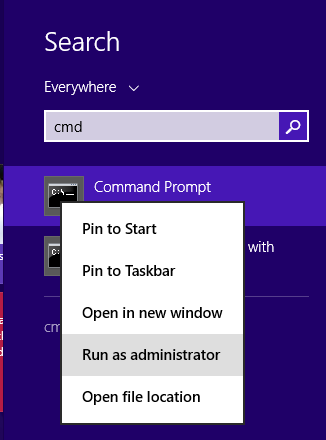 Search
Everywhere
cmd
Command Prompt
Pin to Start
with
Pin to Taskbar
Open in new window
Run as administrator
Open file location